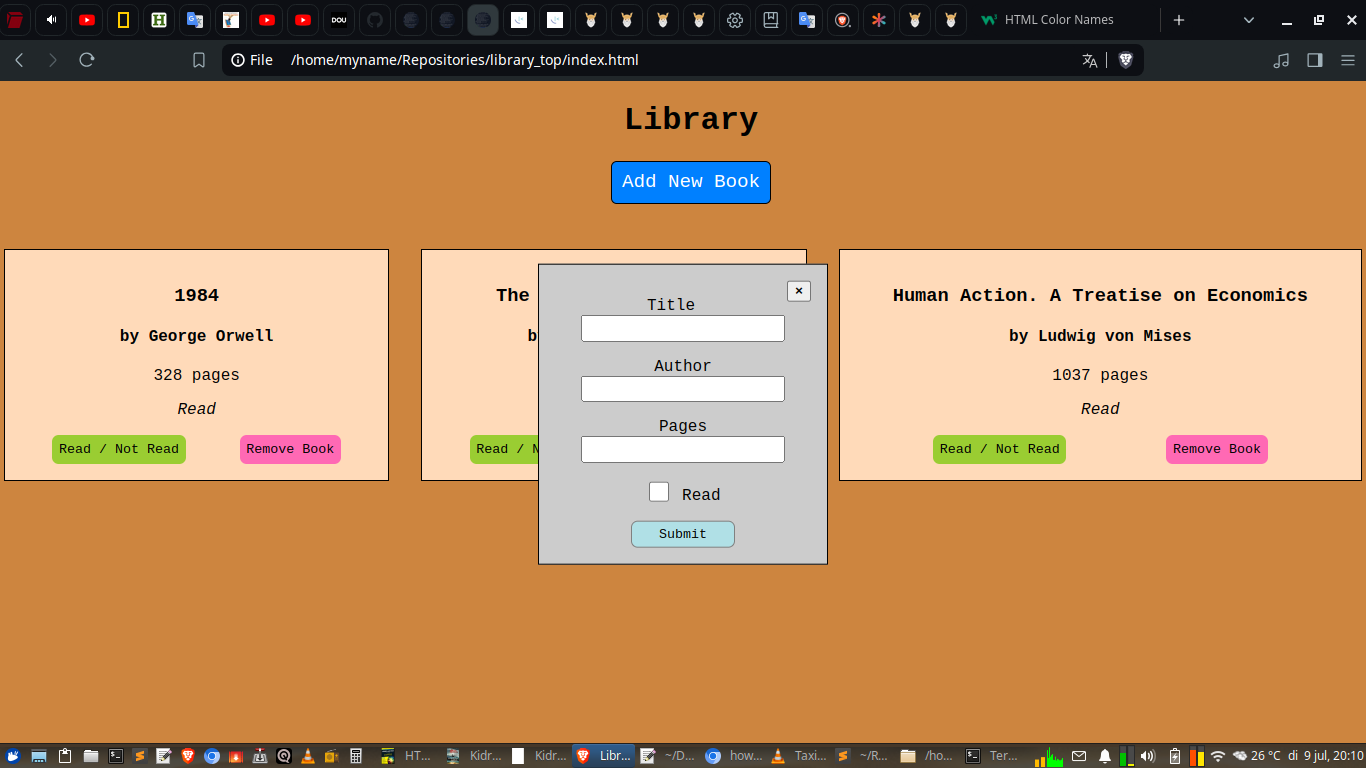 DOU
HTML Color Names
File /home/myname/Repositories/library_top/index.html
Library
Add New Book
1984
by George Orwell
328 pages
Read
Read / Not Read Remove Book
The
b
Read / N
Title
×
Author
Pages
Read
Submit
Human Action. A Treatise on Economics
by Ludwig von Mises
1037 pages
Read
Read / Not Read Remove Book
HT... Kidr... Kidr... Libr... ~/D... how... Taxi... ~/R... /ho... Ter... 26 °C di 9 jul, 20:10